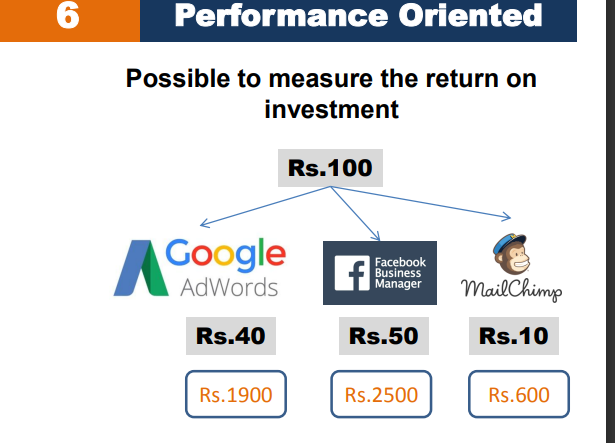 6 Performance Oriented
Possible to measure the return on
investment
Rs.100
Google
AdWords
Facebook
Business
Manager
MailChimp
Rs.40 Rs.50 Rs.10
Rs.1900 Rs.2500 Rs.600